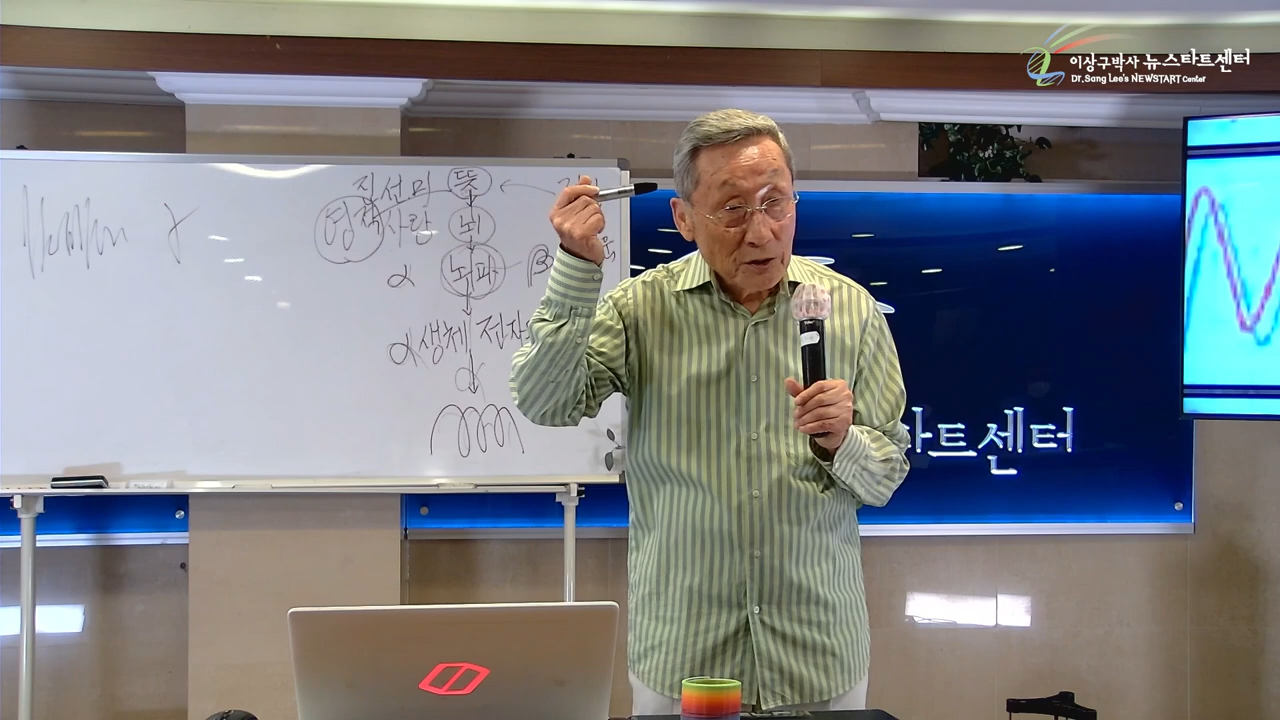 이상구박사 뉴스타트센터
Dr. Sang Lee's NEWSTART Center
진선미 뜻
영적 사랑 뇌
α 뇌파 β
α 생체 전자
α
트센터